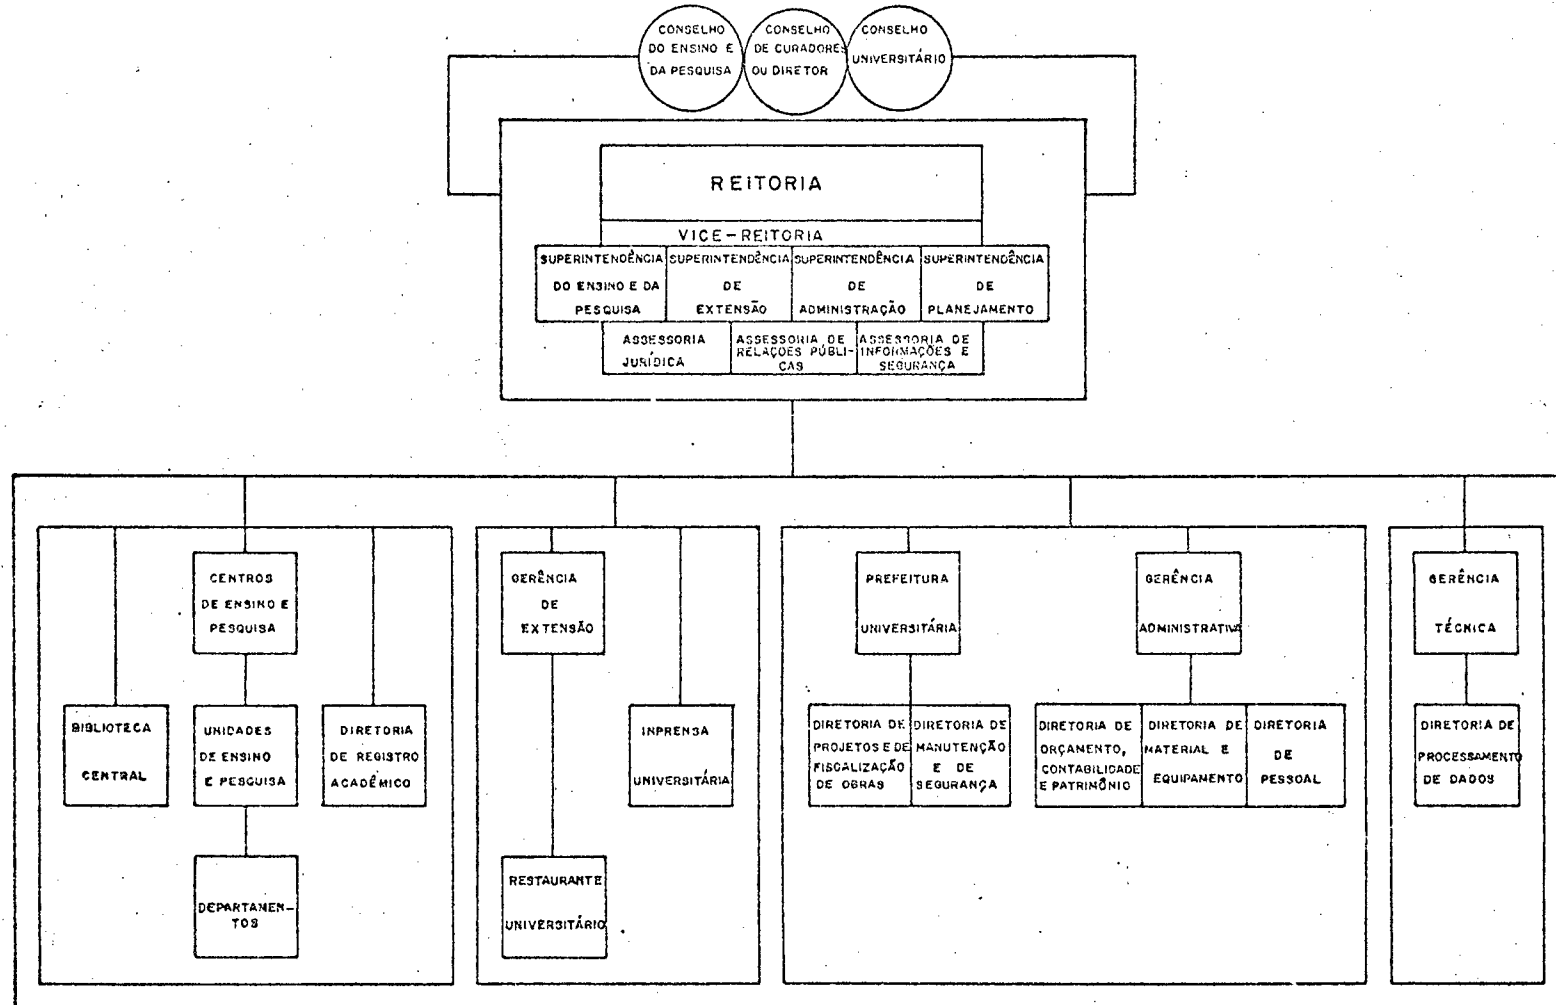 CONSELHO
DO ENSINO E
DA PESQUISA
CONSELHO
DE CURADORES
OU DIRETOR
CONSELHO
UNIVERSITÁRIO
REITORIA
VICE-REITORIA
SUPERINTENDÊNCIA
DO ENSINO E DA
PESQUISA
SUPERINTENDÊNCIA
DE
EXTENSÃO
SUPERINTENDÊNCIA
DE
ADMINISTRAÇÃO
SUPERINTENDÊNCIA
DE
PLANEJAMENTO
ASSESSORIA
JURÍDICA
ASSESSORIA DE
RELAÇÕES PÚBLI-
CAS
ASSESSORIA DE
INFORMAÇÕES E
SEGURANÇA
CENTROS
DE ENSINO E
PESQUISA
GERÊNCIA
DE
EXTENSÃO
PREFEITURA
UNIVERSITÁRIA
GERÊNCIA
ADMINISTRATIVA
GERÊNCIA
TÉCNICA
BIBLIOTECA
CENTRAL
UNIDADES
DE ENSINO
E PESQUISA
DIRETORIA
DE REGISTRO
ACADÊMICO
INPRENSA
UNIVERSITÁRIA
DIRETORIA DE
PROJETOS E DE
FISCALIZAÇÃO
DE OBRAS
DIRETORIA DE
MANUTENÇÃO
E DE
SEGURANÇA
DIRETORIA DE
ORÇAMENTO,
CONTABILIDADE
E PATRIMÔNIO
DIRETORIA DE
MATERIAL E
EQUIPAMENTO
DIRETORIA
DE
PESSOAL
DIRETORIA DE
PROCESSAMENTO
DE DADOS
DEPARTAMEN-
TOS
RESTAURANTE
UNIVERSITÁRIO